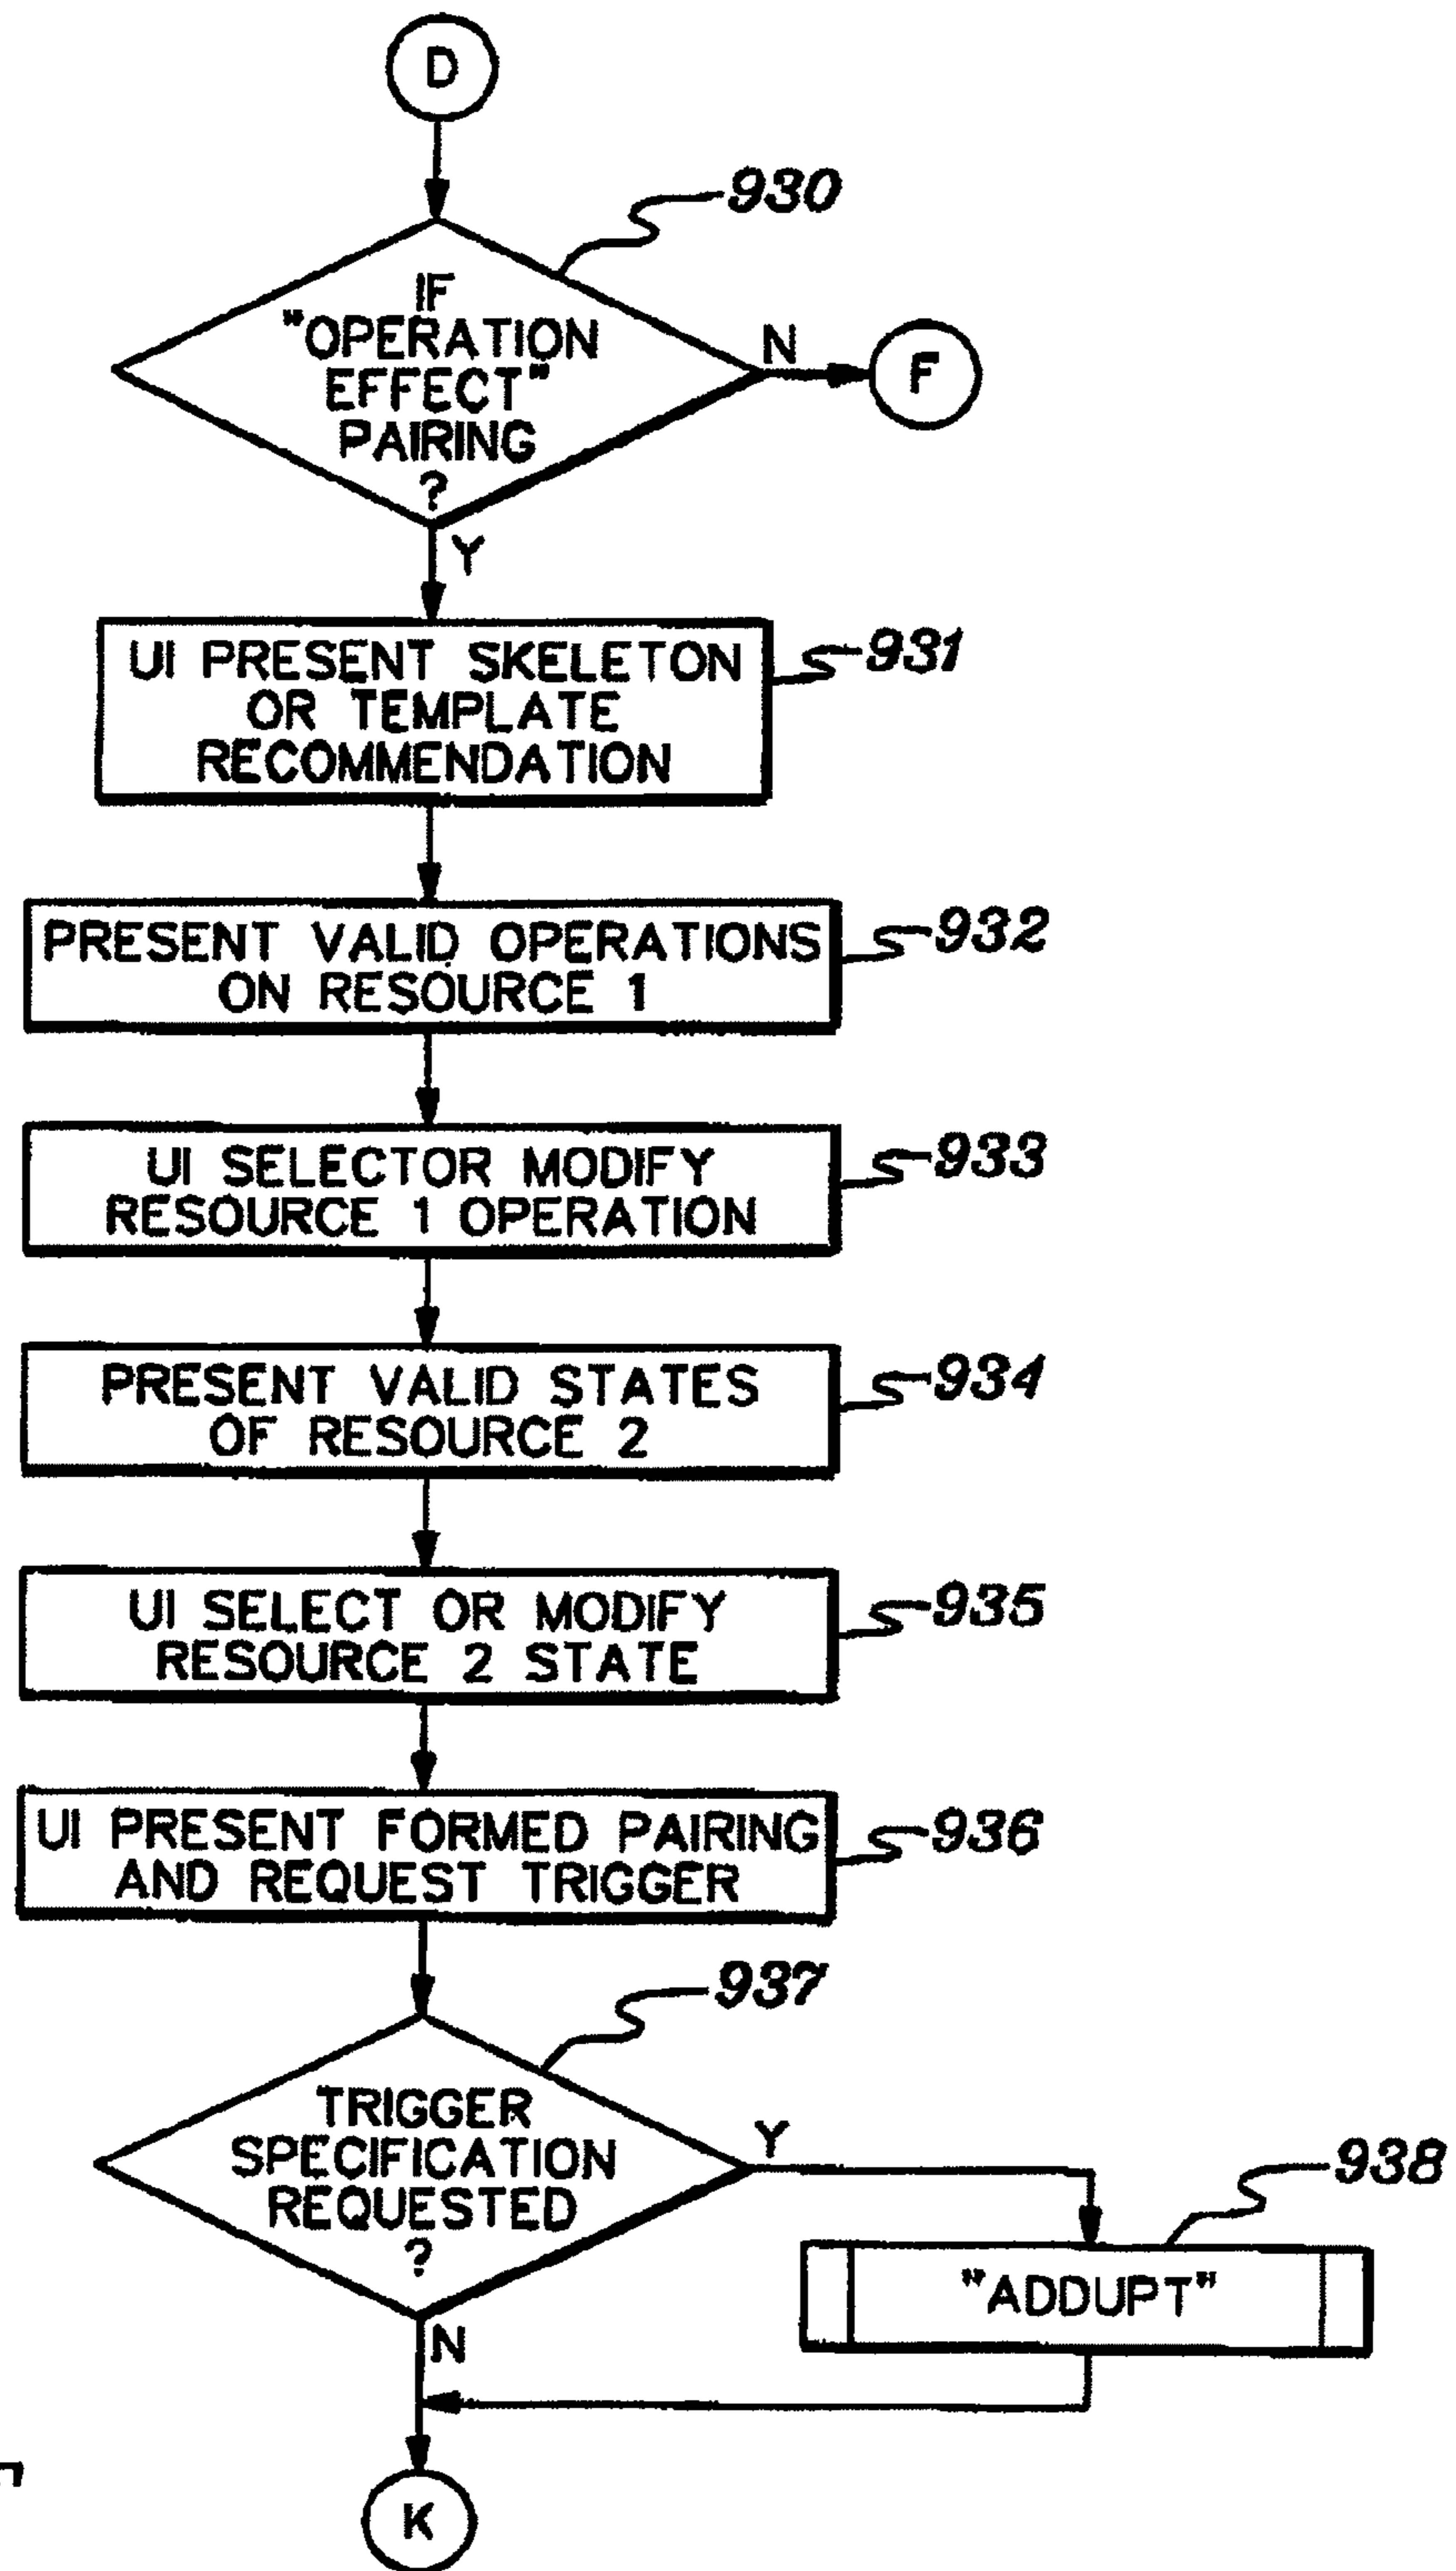 D
930
IF
"OPERATION
EFFECT"
PAIRING
?
N
F
Y
UI PRESENT SKELETON
OR TEMPLATE
RECOMMENDATION
931
PRESENT VALID OPERATIONS
ON RESOURCE 1
932
UI SELECTOR MODIFY
RESOURCE 1 OPERATION
933
PRESENT VALID STATES
OF RESOURCE 2
934
UI SELECT OR MODIFY
RESOURCE 2 STATE
935
UI PRESENT FORMED PAIRING
AND REQUEST TRIGGER
936
937
TRIGGER
SPECIFICATION
REQUESTED
?
Y
938
"ADDUPT"
N
K